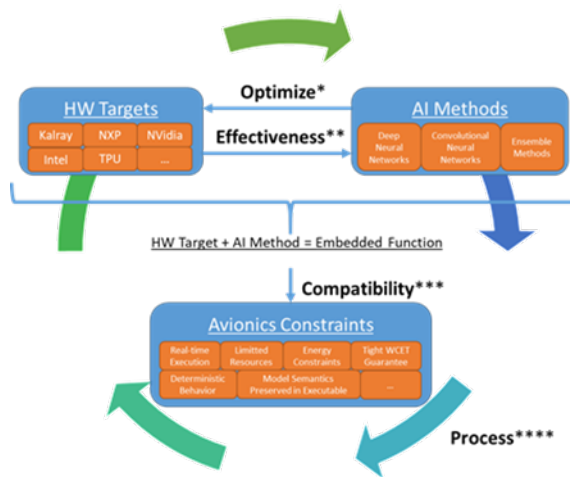 Optimize*
HW Targets
AI Methods
Kalray
NXP
NVidia
Intel
TPU
...
Effectiveness**
Deep
Neural
Networks
Convolutional
Neural
Networks
Ensemble
Methods
HW Target + AI Method = Embedded Function
Compatibility***
Avionics Constraints
Real-time
Execution
Limitted
Resources
Energy
Constraints
Tight WCET
Guarantee
Deterministic
Behavior
Model Semantics
Preserved in Executable
...
Process****